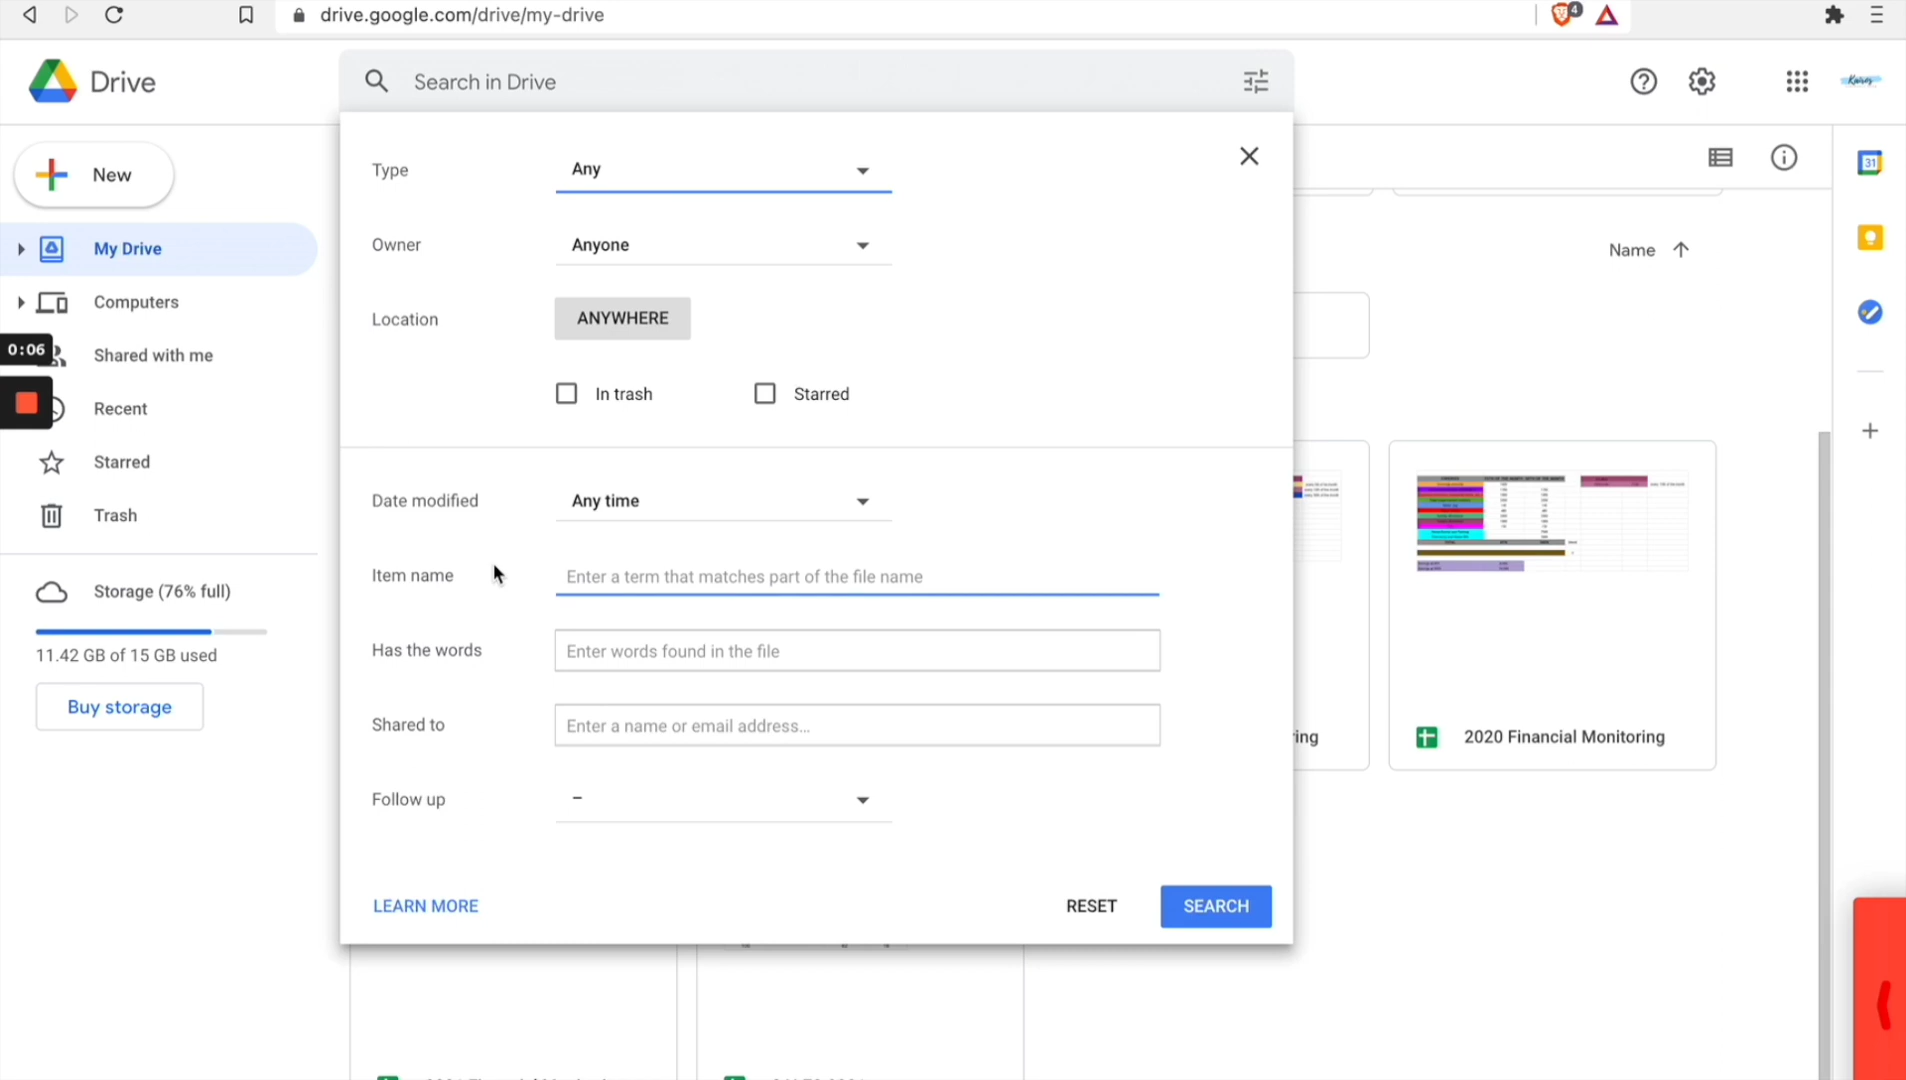 drive.google.com/drive/my-drive
4
Drive
Search in Drive
Kaires
New
My Drive
Computers
0:06
Shared with me
Recent
Starred
Trash
Storage (76% full)
11.42 GB of 15 GB used
Buy storage
Type
Any
Owner
Anyone
Location
ANYWHERE
In trash
Starred
Date modified
Any time
Item name
Enter a term that matches part of the file name
Has the words
Enter words found in the file
Shared to
Enter a name or email address...
Follow up
–
LEARN MORE
RESET
SEARCH
Name
31
ring
2020 Financial Monitoring